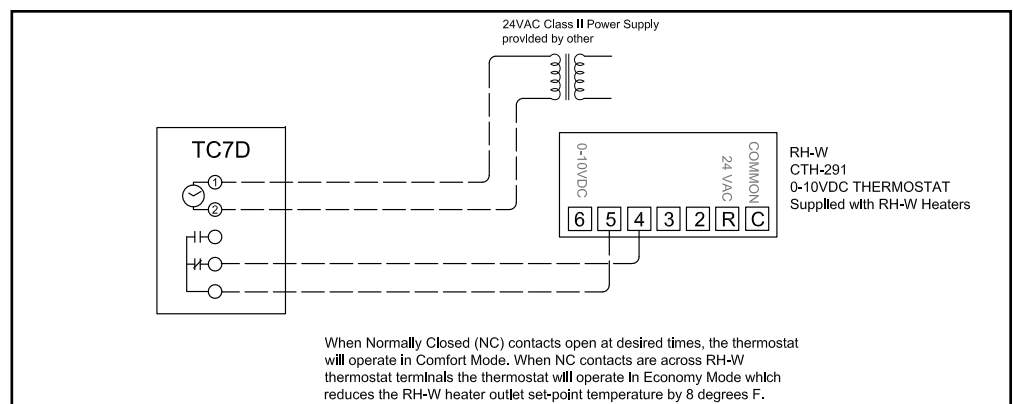 24VAC Class II Power Supply
provided by other
TC7D
1
2
0-10VDC
24 VAC
COMMON
6 5 4 3 2 R C
RH-W
CTH-291
0-10VDC THERMOSTAT
Supplied with RH-W Heaters
When Normally Closed (NC) contacts open at desired times, the thermostat
will operate in Comfort Mode. When NC contacts are across RH-W
thermostat terminals the thermostat will operate in Economy Mode which
reduces the RH-W heater outlet set-point temperature by 8 degrees F.